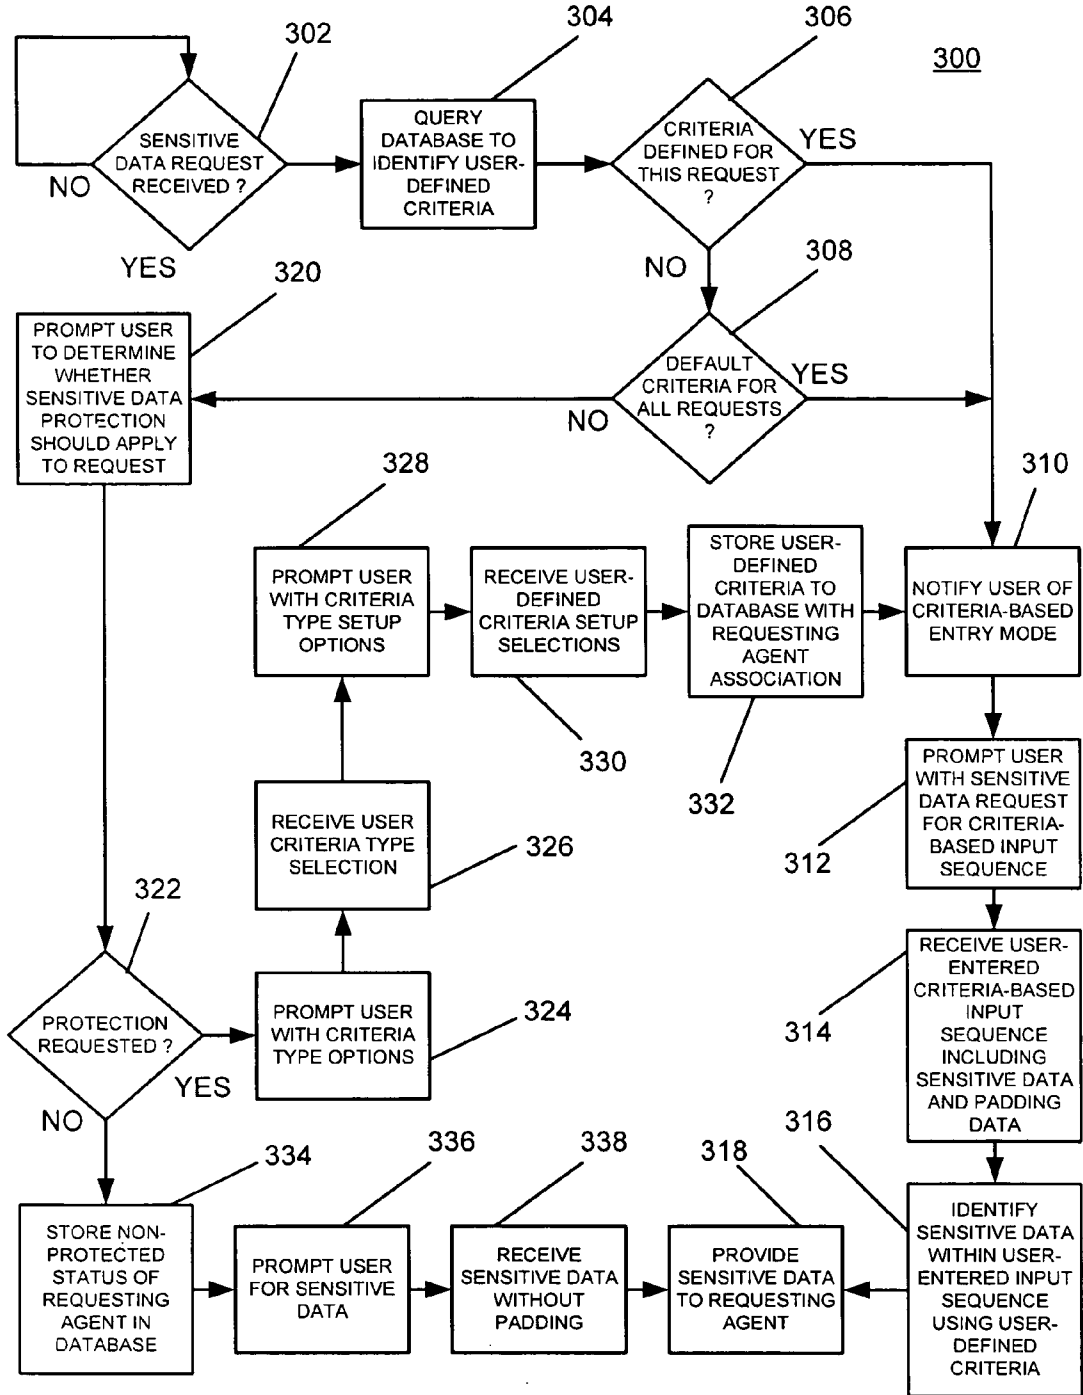 302
304
306
300
SENSITIVE
DATA REQUEST
RECEIVED ?
NO
YES
QUERY
DATABASE TO
IDENTIFY USER-
DEFINED
CRITERIA
CRITERIA
DEFINED FOR
THIS REQUEST
?
YES
NO
308
DEFAULT
CRITERIA FOR
ALL REQUESTS
?
YES
NO
320
PROMPT USER
TO DETERMINE
WHETHER
SENSITIVE DATA
PROTECTION
SHOULD APPLY
TO REQUEST
328
PROMPT USER
WITH CRITERIA
TYPE SETUP
OPTIONS
RECEIVE USER-
DEFINED
CRITERIA SETUP
SELECTIONS
330
STORE USER-
DEFINED
CRITERIA TO
DATABASE WITH
REQUESTING
AGENT
ASSOCIATION
332
310
NOTIFY USER OF
CRITERIA-BASED
ENTRY MODE
PROMPT USER
WITH SENSITIVE
DATA REQUEST
FOR CRITERIA-
BASED INPUT
SEQUENCE
312
RECEIVE USER
CRITERIA TYPE
SELECTION
326
322
PROTECTION
REQUESTED ?
YES
NO
PROMPT USER
WITH CRITERIA
TYPE OPTIONS
324
RECEIVE USER-
ENTERED
CRITERIA-BASED
INPUT
SEQUENCE
INCLUDING
SENSITIVE DATA
AND PADDING
DATA
314
316
334
336
338
318
STORE NON-
PROTECTED
STATUS OF
REQUESTING
AGENT IN
DATABASE
PROMPT USER
FOR SENSITIVE
DATA
RECEIVE
SENSITIVE DATA
WITHOUT
PADDING
PROVIDE
SENSITIVE DATA
TO REQUESTING
AGENT
IDENTIFY
SENSITIVE DATA
WITHIN USER-
ENTERED INPUT
SEQUENCE
USING USER-
DEFINED
CRITERIA